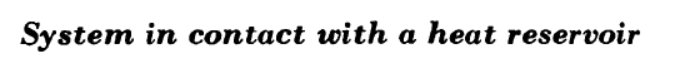 System in contact with a heat reservoir